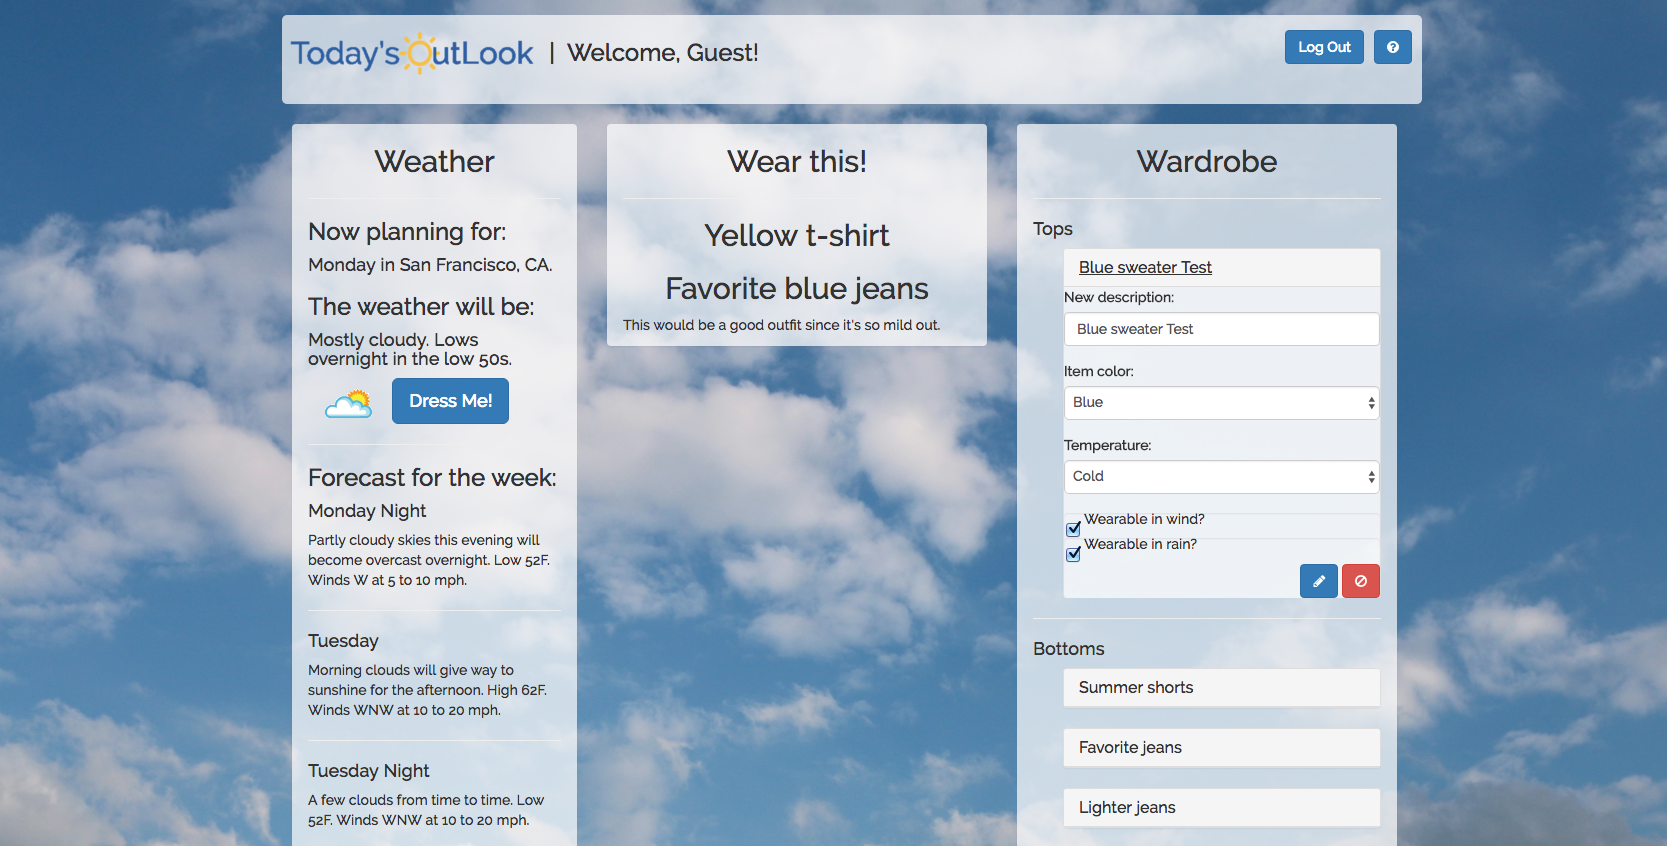 Today's OutLook | Welcome, Guest!
Log Out
Weather
Now planning for:
Monday in San Francisco, CA.
The weather will be:
Mostly cloudy. Lows
overnight in the low 50s.
Dress Me!
Forecast for the week:
Monday Night
Partly cloudy skies this evening will
become overcast overnight. Low 52F.
Winds W at 5 to 10 mph.
Tuesday
Morning clouds will give way to
sunshine for the afternoon. High 62F.
Winds WNW at 10 to 20 mph.
Tuesday Night
A few clouds from time to time. Low
52F. Winds WNW at 10 to 20 mph.
Wear this!
Yellow t-shirt
Favorite blue jeans
This would be a good outfit since it's so mild out.
Wardrobe
Tops
Blue sweater Test
New description:
Blue sweater Test
Item color:
Blue
Temperature:
Cold
Wearable in wind?
Wearable in rain?
Bottoms
Summer shorts
Favorite jeans
Lighter jeans